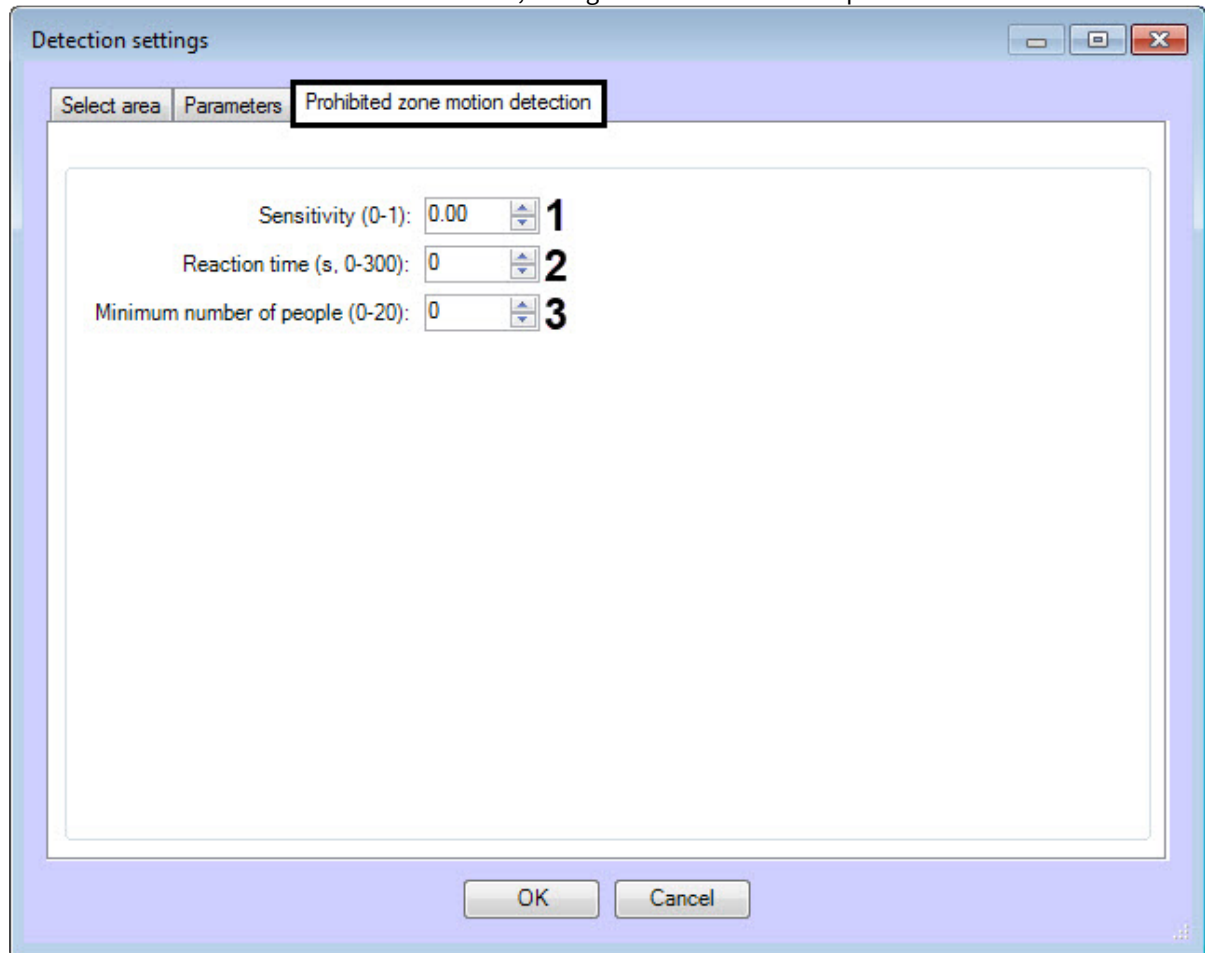 Detection settings
Select area Parameters Prohibited zone motion detection
Sensitivity (0-1): 0.00 1
Reaction time (s, 0-300): 0 2
Minimum number of people (0-20): 0 3
OK Cancel